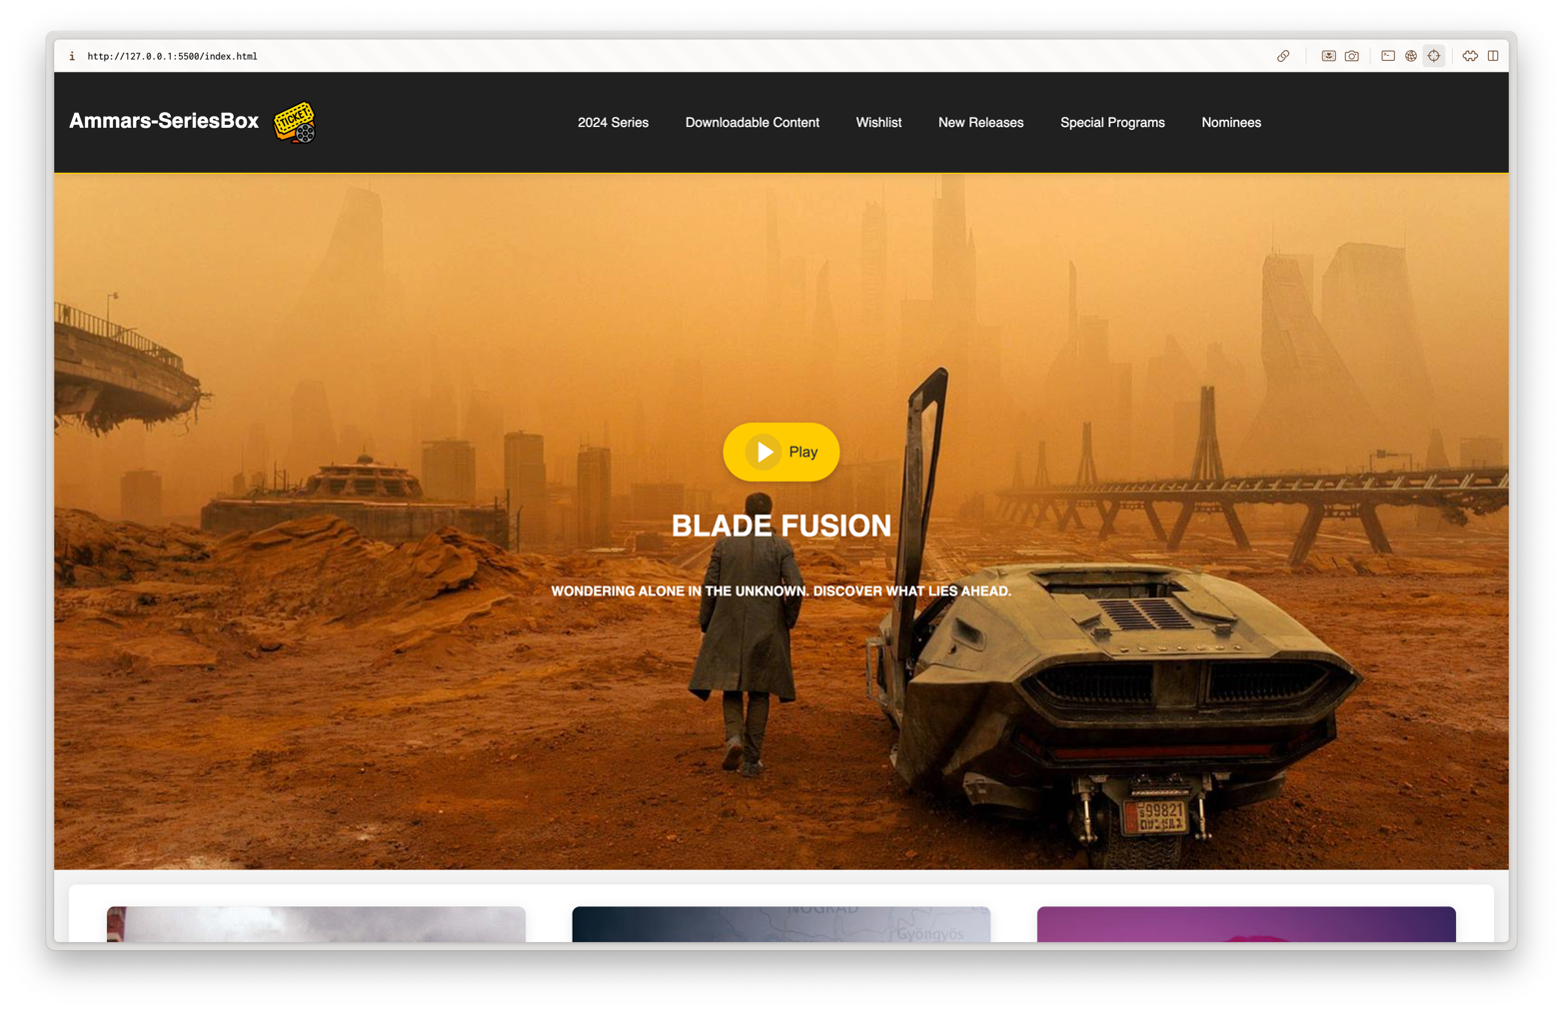 i http://127.0.0.1:5500/index.html
Ammars-SeriesBox
TICKET
2024 Series Downloadable Content Wishlist New Releases Special Programs Nominees
Play
BLADE FUSION
WONDERING ALONE IN THE UNKNOWN. DISCOVER WHAT LIES AHEAD.
99821
NOGRAD
Gyöngyös